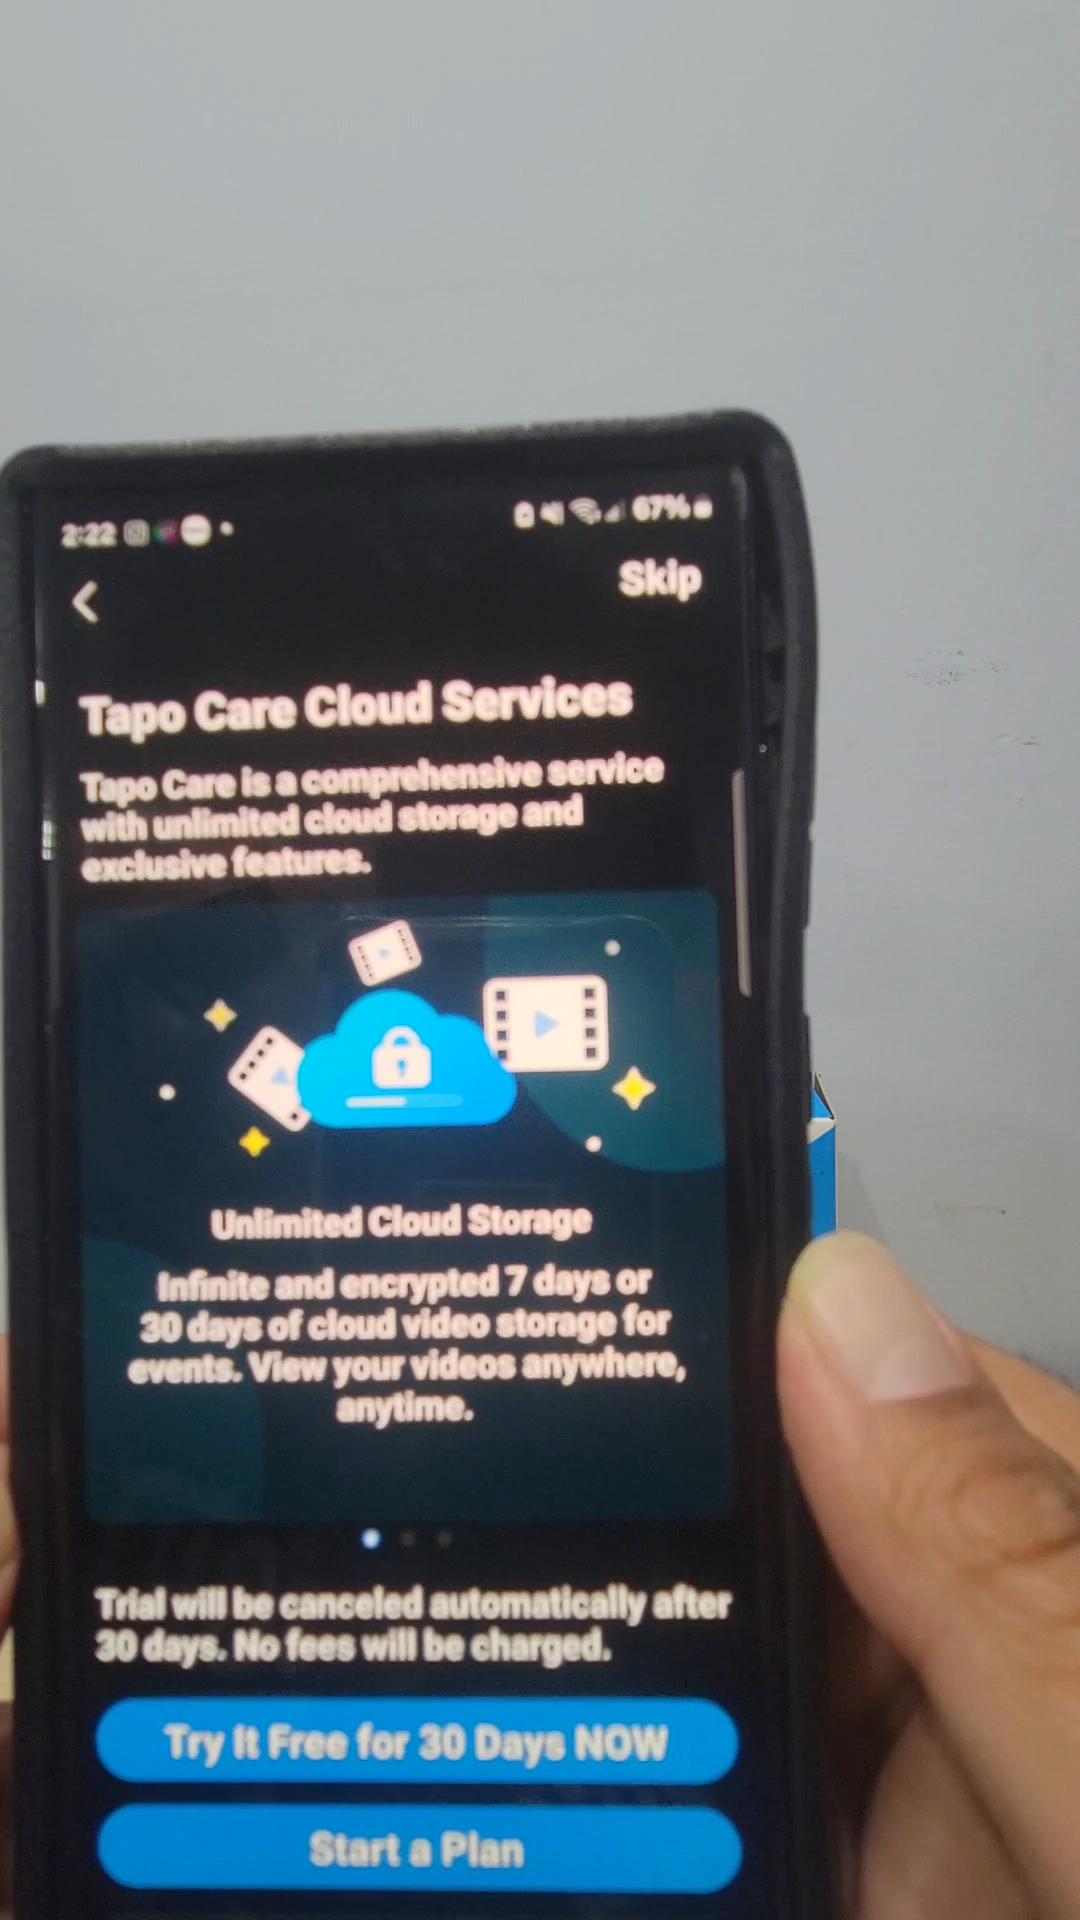 2:22
67%
Skip
Tapo Care Cloud Services
Tapo Care is a comprehensive service
with unlimited cloud storage and
exclusive features.
Unlimited Cloud Storage
Infinite and encrypted 7 days or
30 days of cloud video storage for
events. View your videos anywhere,
anytime.
Trial will be canceled automatically after
30 days. No fees will be charged.
Try It Free for 30 Days NOW
Start a Plan